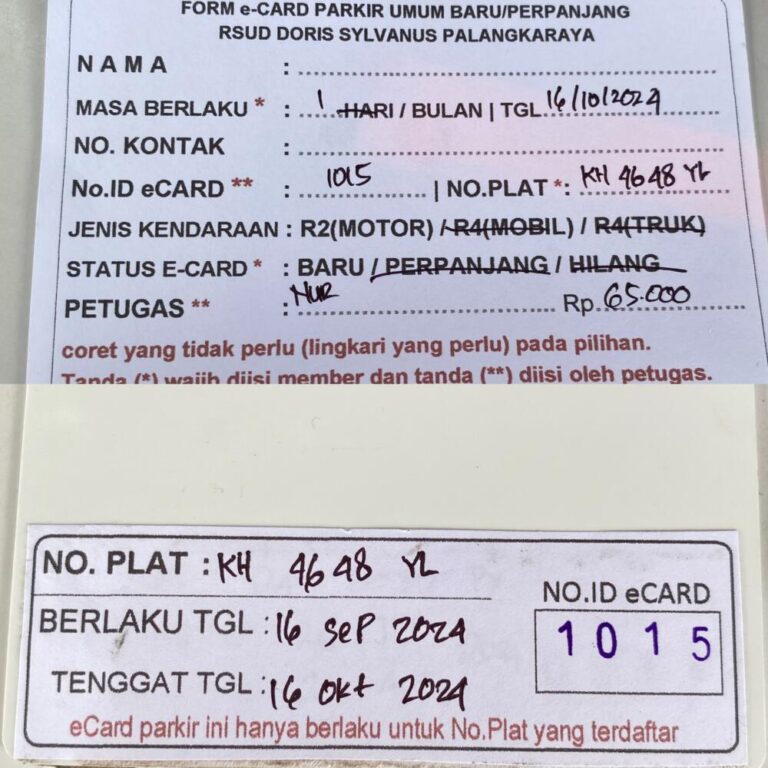 FORM e-CARD PARKIR UMUM BARU/PERPANJANG
RSUD DORIS SYLVANUS PALANGKARAYA
NAMA : 
MASA BERLAKU * : 1 HARI / BULAN | TGL 16/10/2024
NO. KONTAK : 
No.ID eCARD ** : 1015 | NO.PLAT *: KH 4648 YL
JENIS KENDARAAN : R2(MOTOR) / R4(MOBIL) / R4(TRUK)
STATUS E-CARD * : BARU / PERPANJANG / HILANG
PETUGAS ** : NUR Rp. 65.000
coret yang tidak perlu (lingkari yang perlu) pada pilihan.
Tanda (*) wajib diisi member dan tanda (**) diisi oleh petugas.
NO. PLAT : KH 4648 YL
BERLAKU TGL : 16 SEP 2024
TENGGAT TGL : 16 OKt 2024
NO.ID eCARD
1015
eCard parkir ini hanya berlaku untuk No.Plat yang terdaftar